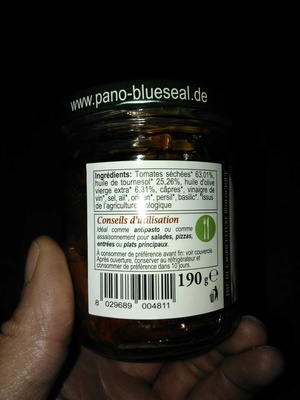 www.pano-blueseal.de
Ingrédients: Tomates séchées* 63,01%,
huile de tournesol* 25,26%, huile d'olive
vierge extra* 6,31%, câpres*, vinaigre de
vin*, sel, ail*, origan*, persil*, basilic*. *issus
de l'agriculture biologique
Conseils d'utilisation
Idéal comme antipasto ou comme
assaisonnement pour salades, pizzas,
entrées ou plats principaux.
A consommer de préférence avant fin: voir couvercle.
Après ouverture, conserver au réfrigérateur et
consommer de préférence dans 10 jours.
190 g e
8 029689 004811